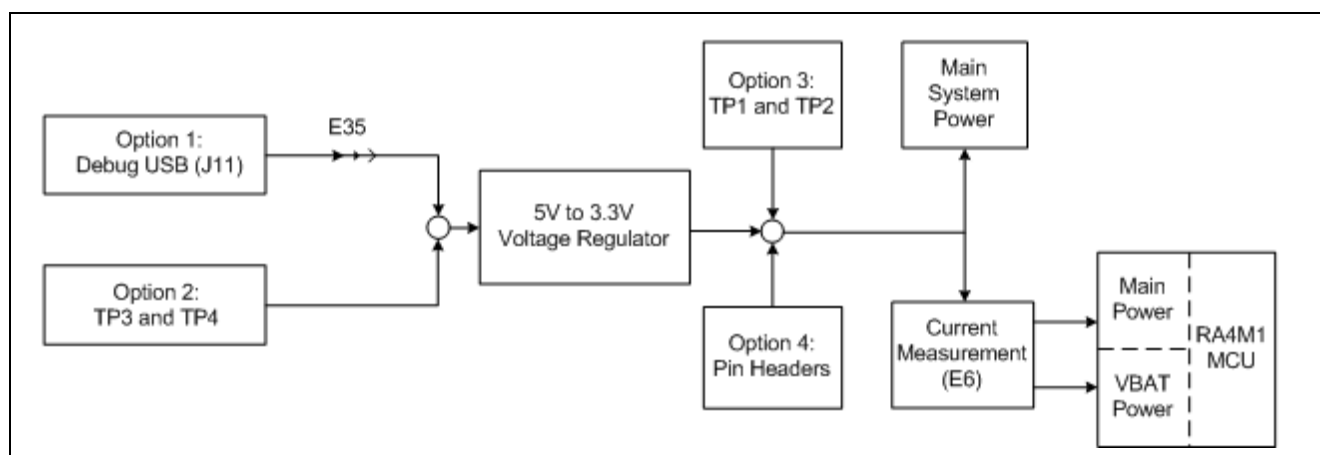 Option 1:
Debug USB (J11)
E35
Option 2:
TP3 and TP4
5V to 3.3V
Voltage Regulator
Option 3:
TP1 and TP2
Option 4:
Pin Headers
Main
System
Power
Current
Measurement
(E6)
Main
Power
VBAT
Power
RA4M1
MCU